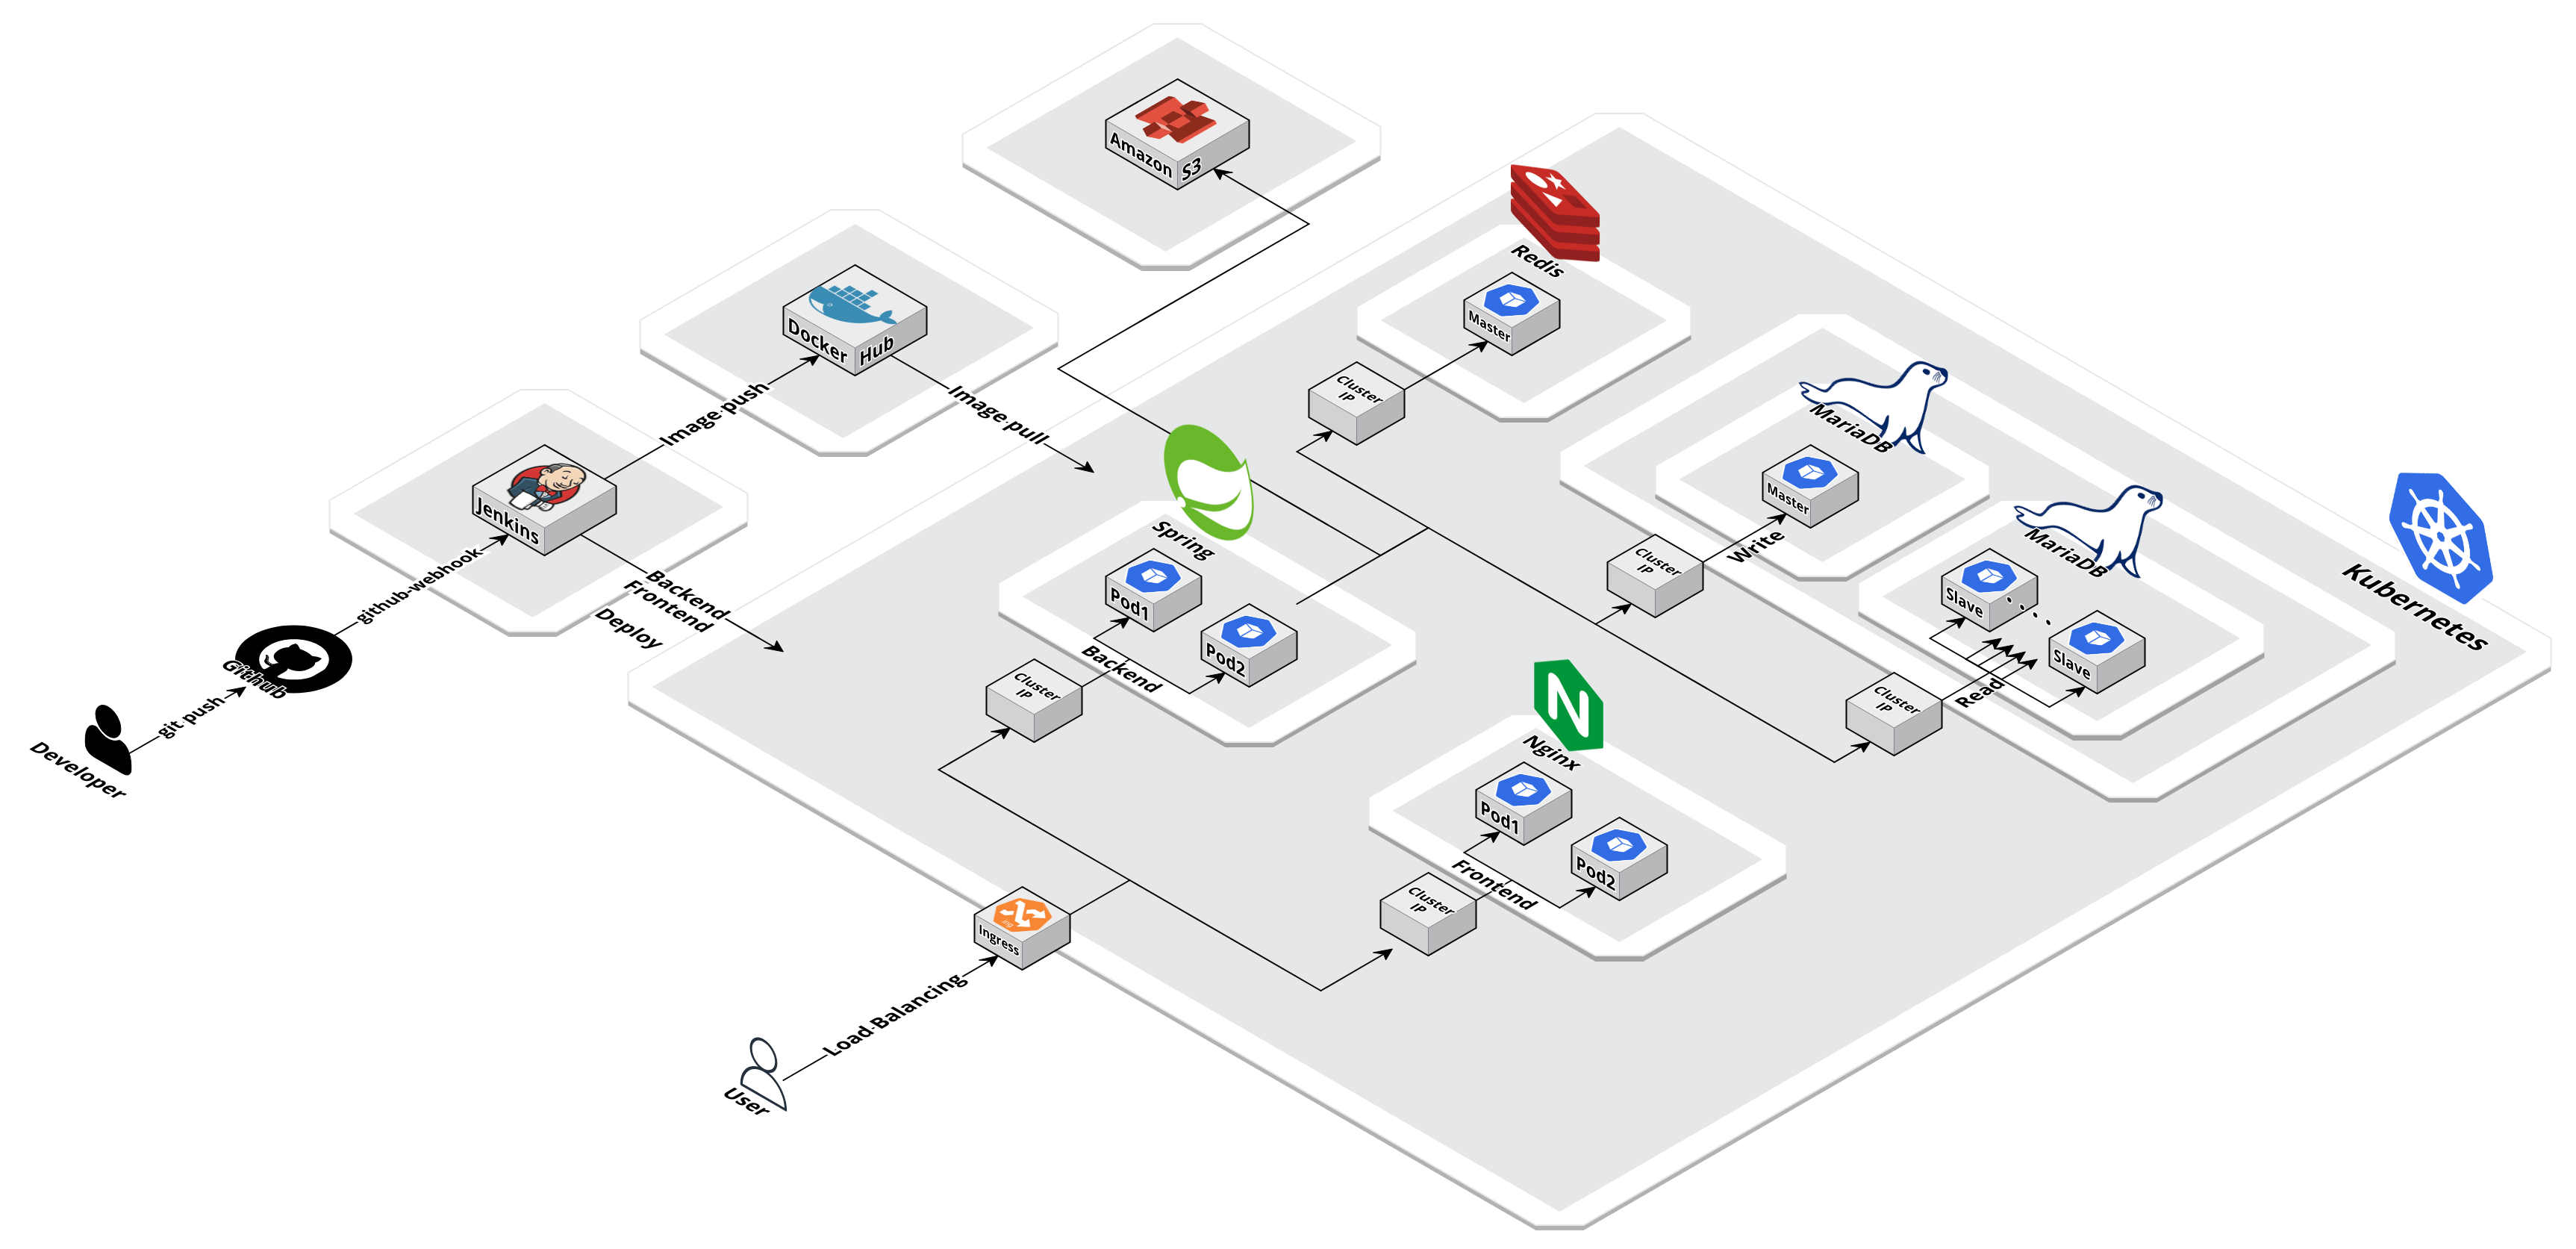 Amazon S3
Redis
Master
Cluster
IP
Docker Hub
Image push
Image pull
MariaDB
Master
Cluster
IP
Write
MariaDB
Slave
Slave
Cluster
IP
Read
Kubernetes
Jenkins
github-webhook
Backend
Frontend
Deploy
Github
git push
Developer
Spring
Pod1
Pod2
Backend
Cluster
IP
Nginx
Pod1
Pod2
Frontend
Cluster
IP
Ingress
Load Balancing
User